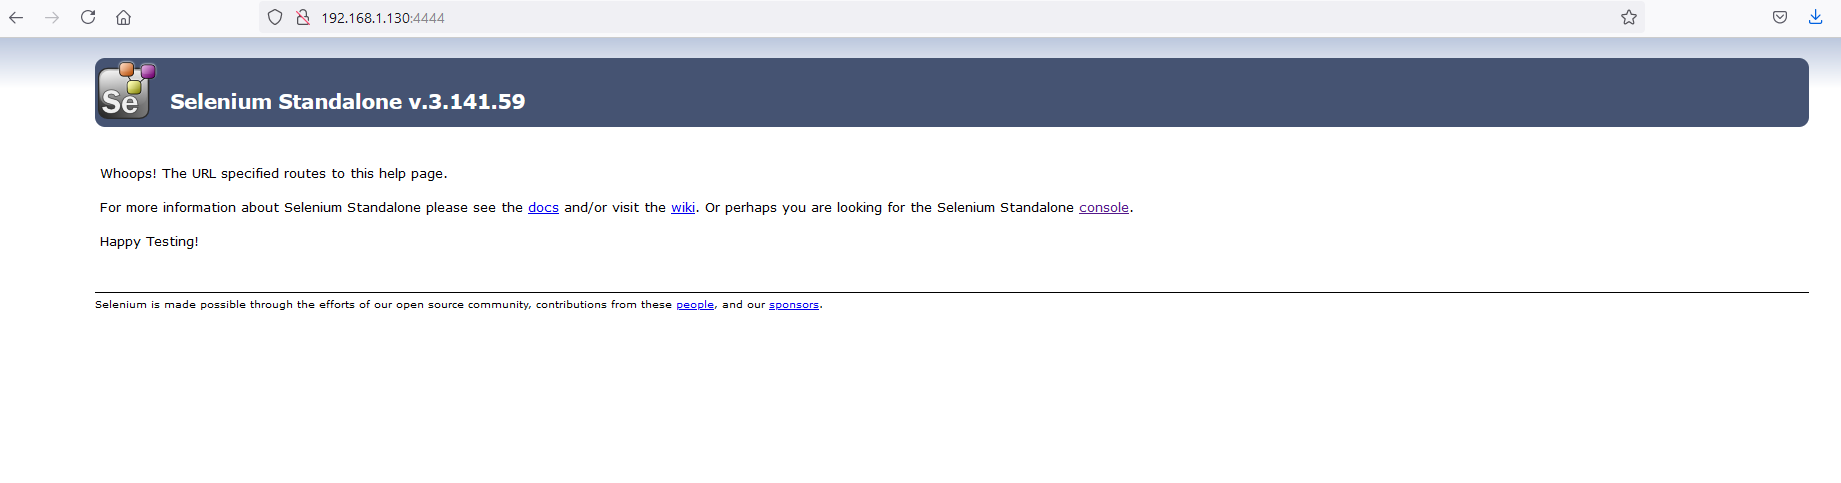 192.168.1.130:4444
Se
Selenium Standalone v.3.141.59
Whoops! The URL specified routes to this help page.
For more information about Selenium Standalone please see the docs and/or visit the wiki. Or perhaps you are looking for the Selenium Standalone console.
Happy Testing!
Selenium is made possible through the efforts of our open source community, contributions from these people, and our sponsors.